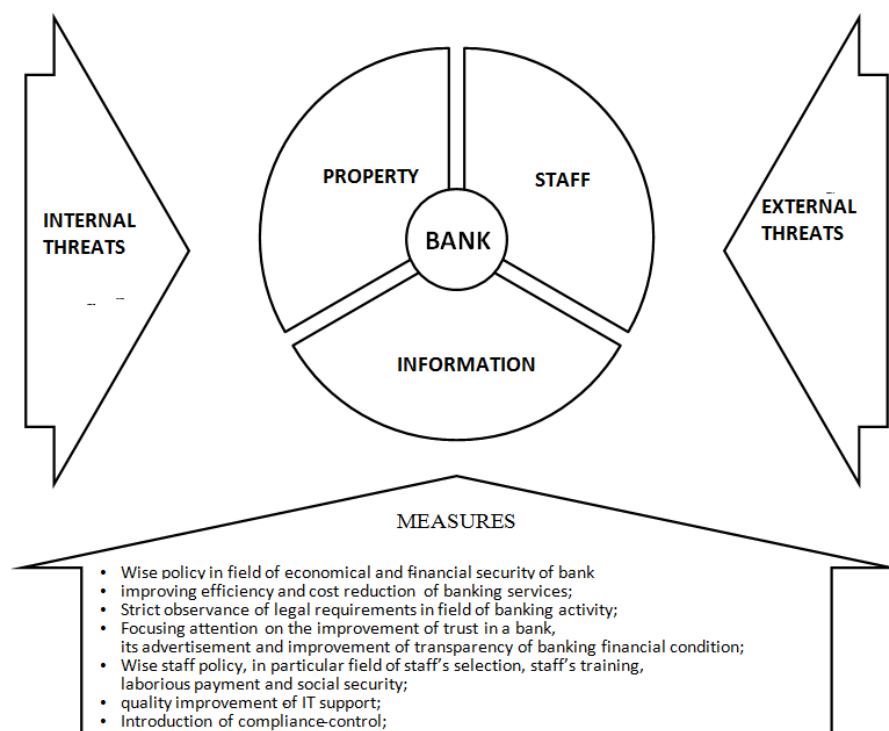 PROPERTY
STAFF
INTERNAL
THREATS
BANK
EXTERNAL
THREATS
INFORMATION
MEASURES
• Wise policy in field of economical and financial security of bank
• improving efficiency and cost reduction of banking services;
• Strict observance of legal requirements in field of banking activity;
• Focusing attention on the improvement of trust in a bank,
its advertisement and improvement of transparency of banking financial condition;
• Wise staff policy, in particular field of staff's selection, staff's training,
laborious payment and social security;
• quality improvement of IT support;
• Introduction of compliance-control;